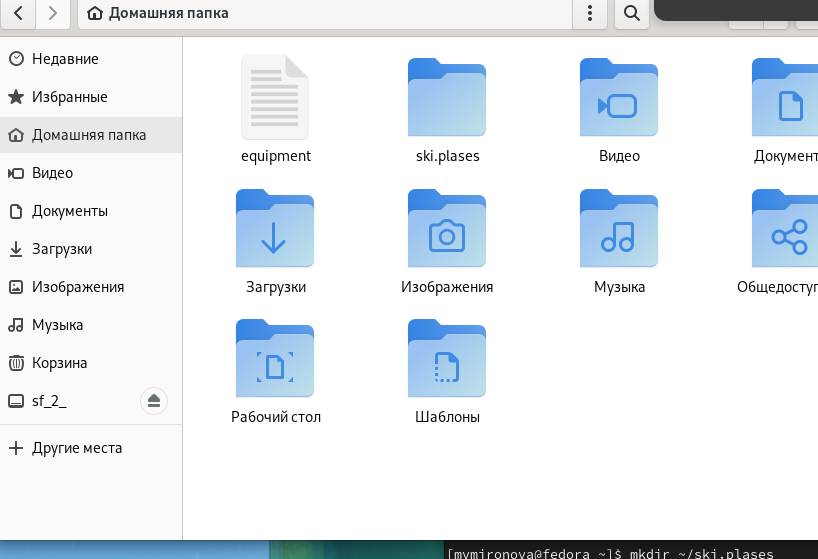 Домашняя папка
Недавние
Избранные
Домашняя папка
Видео
Документы
Загрузки
Изображения
Музыка
Корзина
sf_2_
Другие места
equipment
ski.plases
Видео
Документ
Загрузки
Изображения
Музыка
Общедоступ
Рабочий стол
Шаблоны
[mvmironova@fedora ~]$ mkdir ~/ski.plases